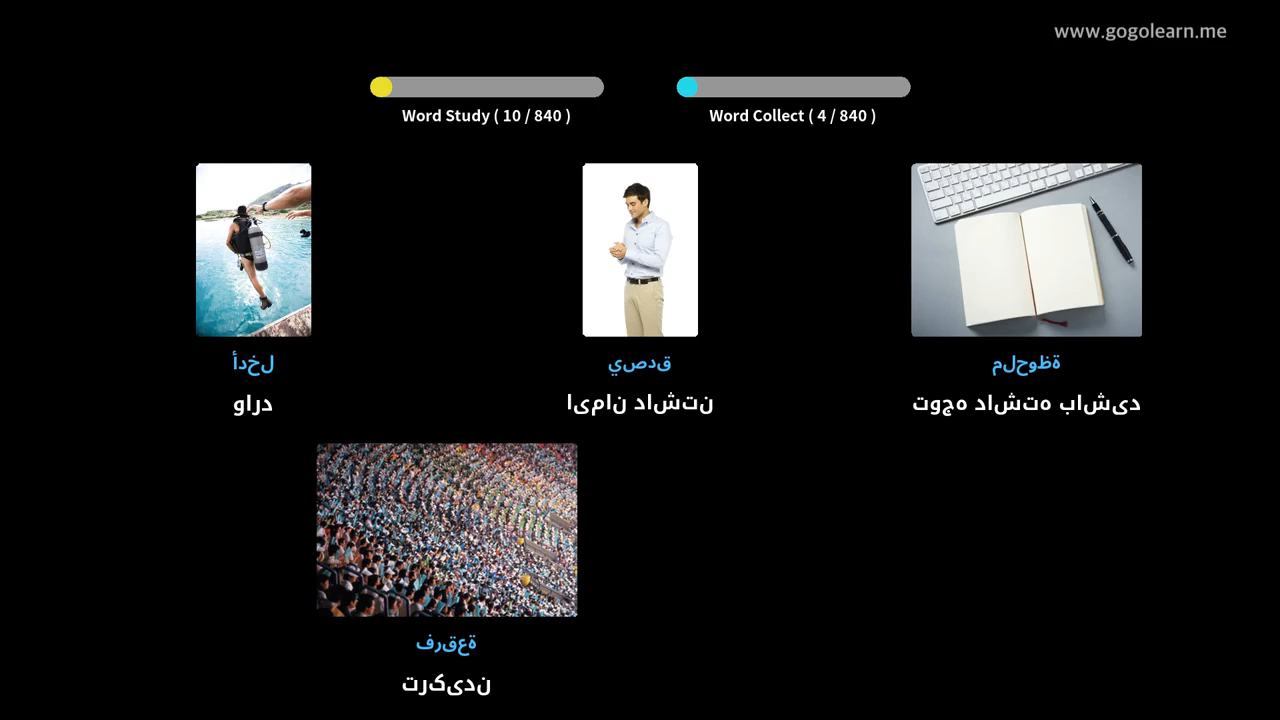 www.gogolearn.me
Word Study ( 10 / 840 )
Word Collect ( 4 / 840 )
لخدأ
دراو
قدصي
نتشاد نامیا
ةظوحلم
دیشاب هتشاد هجوت
ةعقرف
ندیکرت